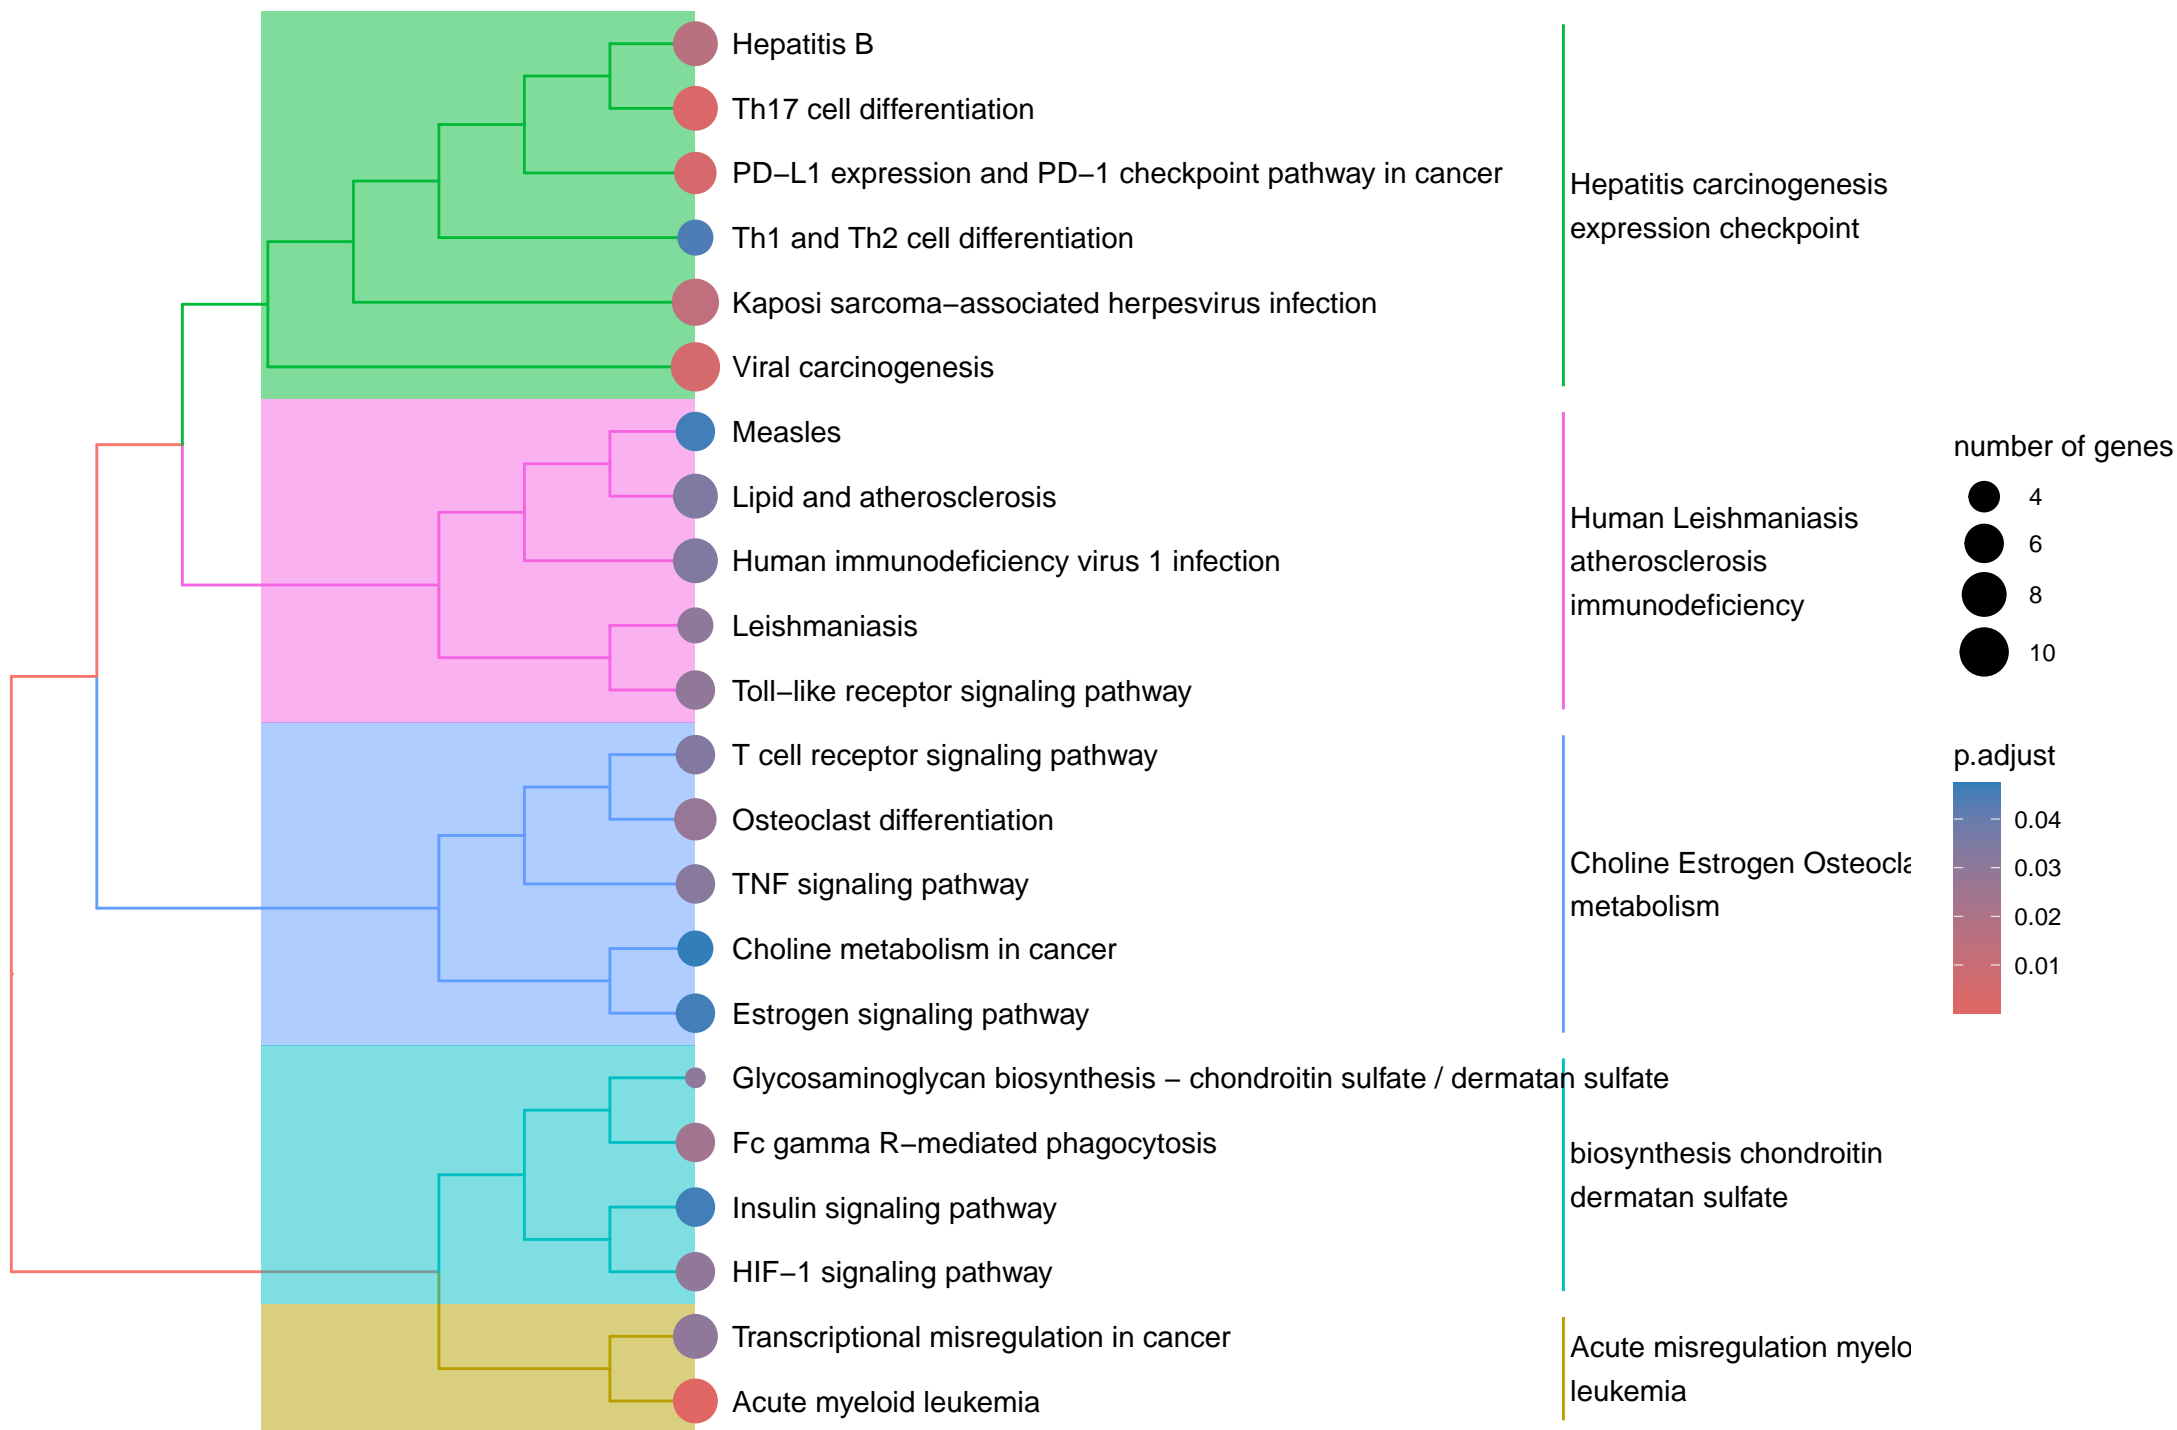 Hepatitis B
Th17 cell differentiation
PD−L1 expression and PD−1 checkpoint pathway in cancer
Th1 and Th2 cell differentiation
Kaposi sarcoma−associated herpesvirus infection
Viral carcinogenesis
Measles
Lipid and atherosclerosis
Human immunodeficiency virus 1 infection
Leishmaniasis
Toll−like receptor signaling pathway
T cell receptor signaling pathway
Osteoclast differentiation
TNF signaling pathway
Choline metabolism in cancer
Estrogen signaling pathway
Glycosaminoglycan biosynthesis − chondroitin sulfate / dermatan sulfate
Fc gamma R−mediated phagocytosis
Insulin signaling pathway
HIF−1 signaling pathway
Transcriptional misregulation in cancer
Acute myeloid leukemia
Hepatitis carcinogenesis
expression checkpoint
Human Leishmaniasis
atherosclerosis
immunodeficiency
Choline Estrogen Osteocla
metabolism
biosynthesis chondroitin
dermatan sulfate
Acute misregulation myelo
leukemia
number of genes
4
6
8
10
p.adjust
0.04
0.03
0.02
0.01